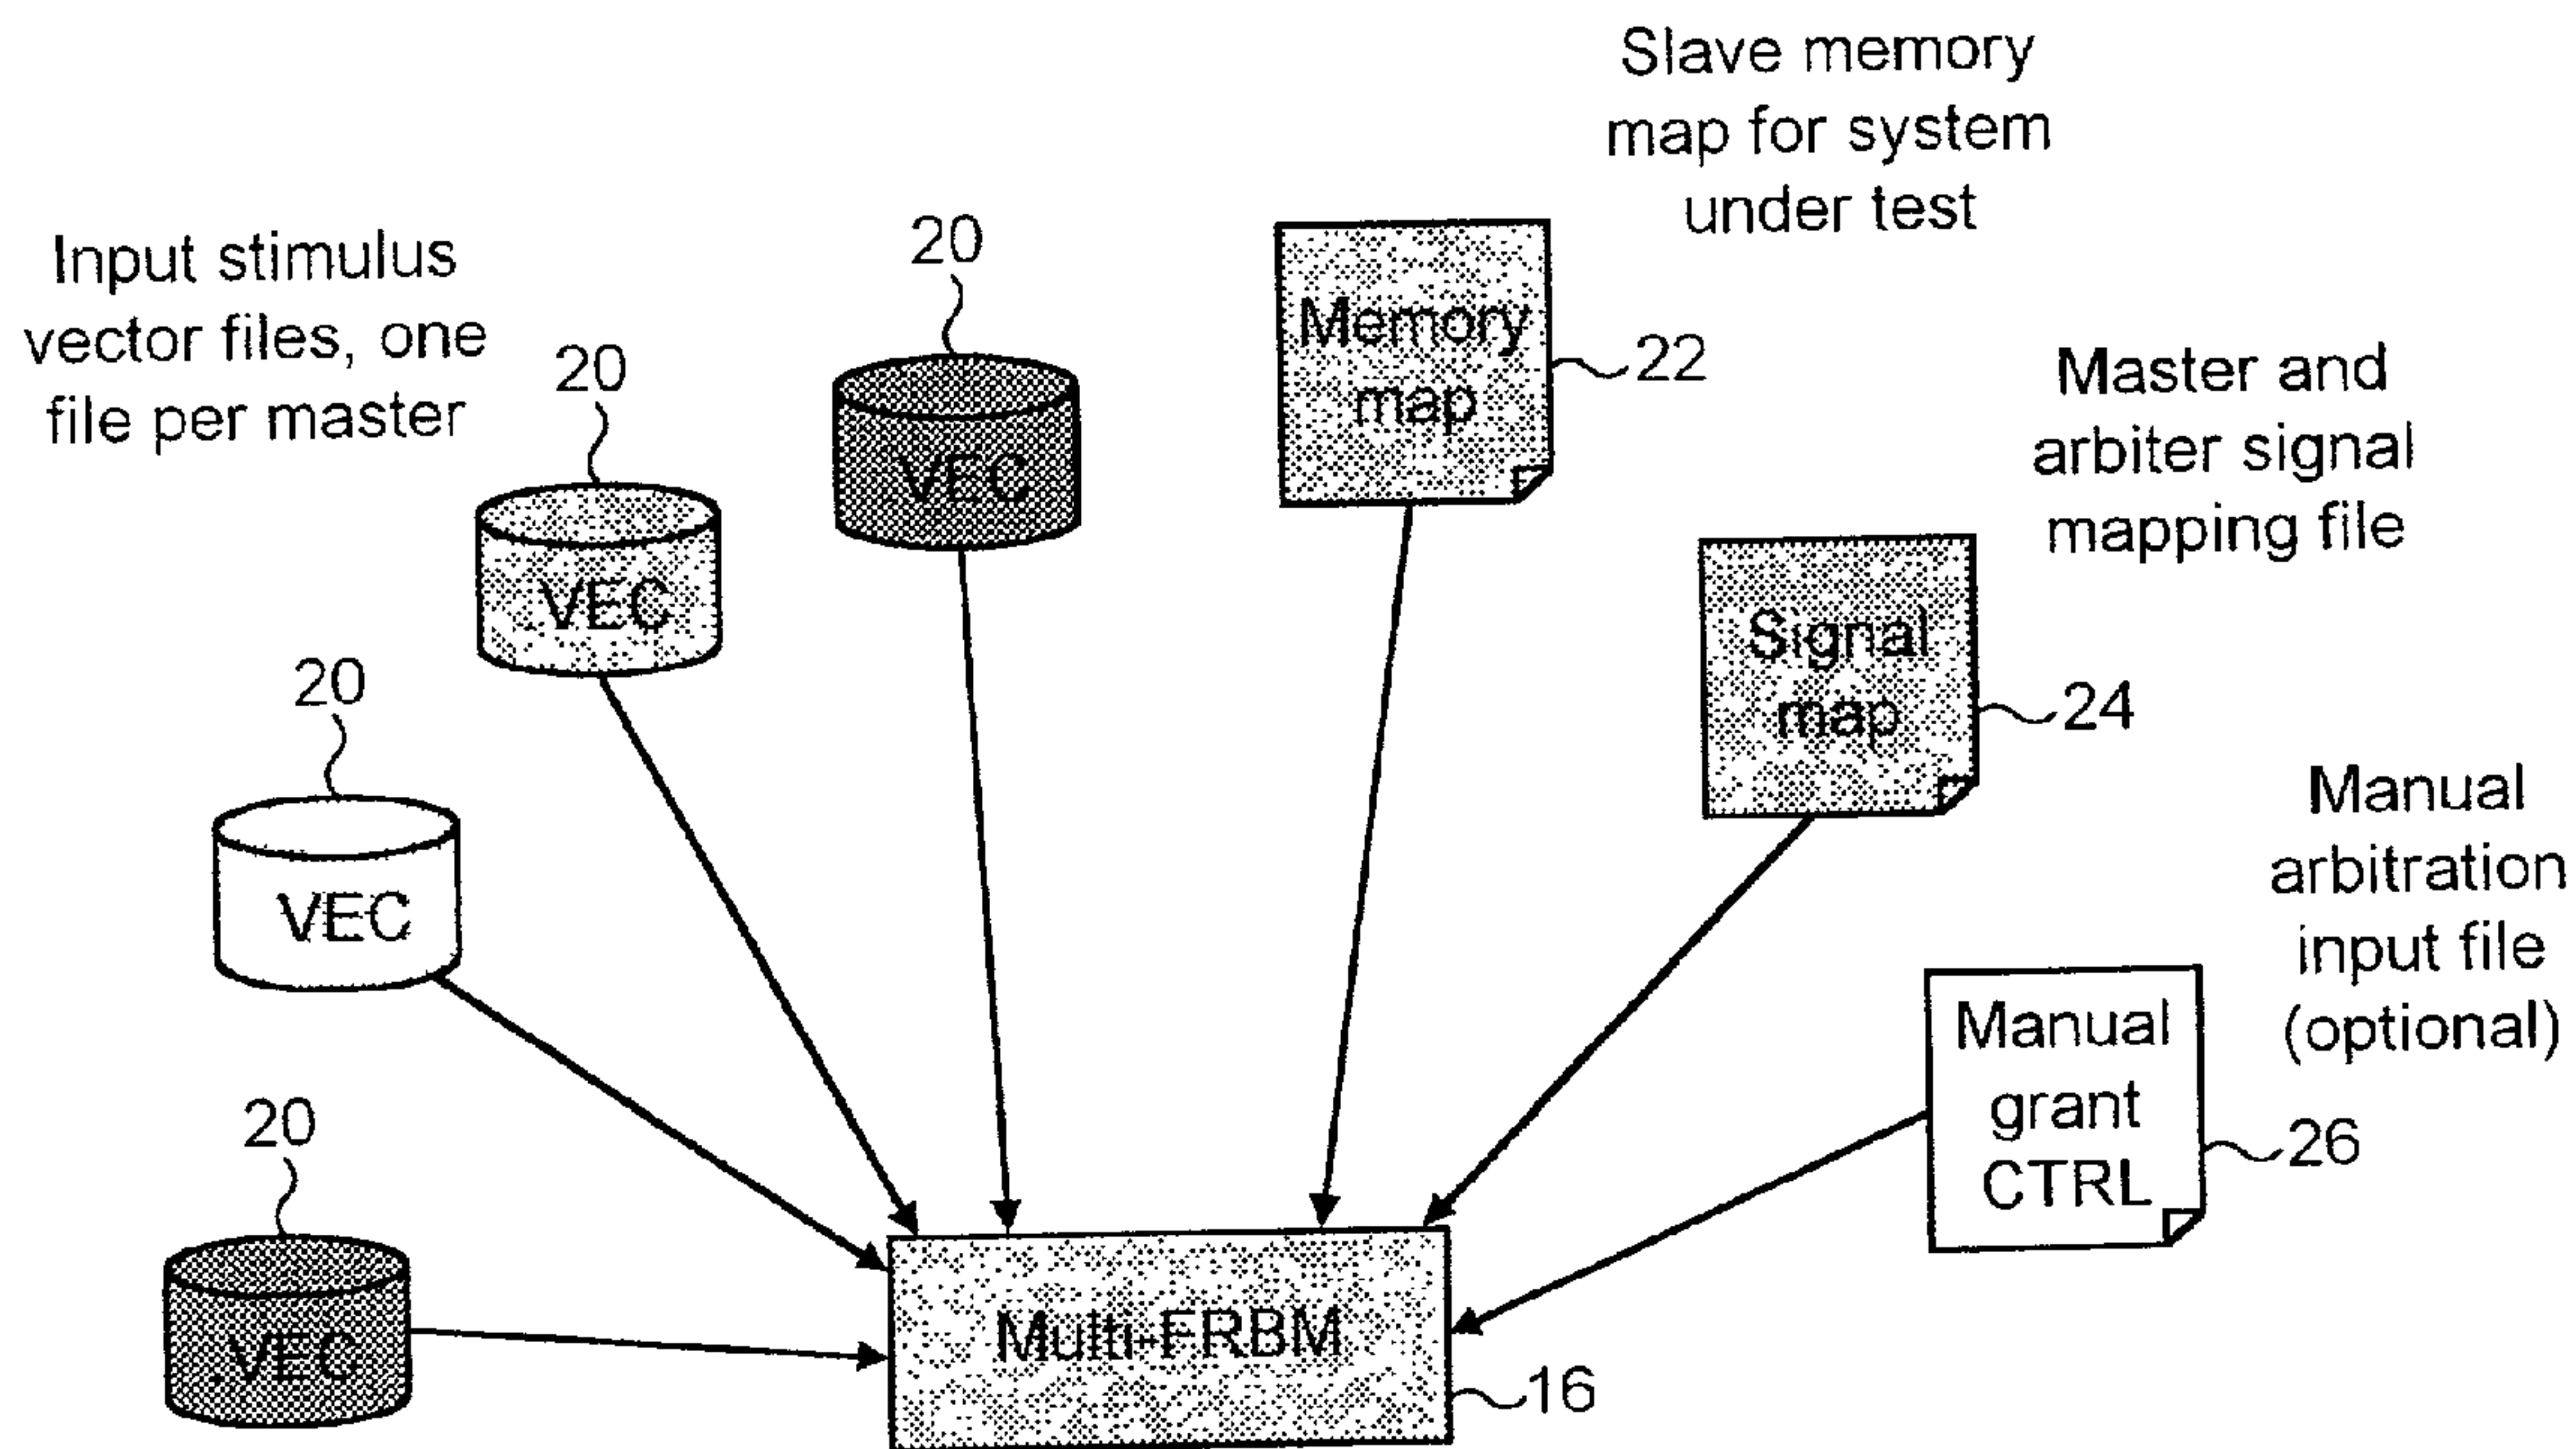 Slave memory
map for system
under test
Input stimulus
vector files, one
file per master
20
20
20
20
.VEC
.VEC
VEC
.VEC
Memory
map
22
Master and
arbiter signal
mapping file
Signal
map
24
Manual
arbitration
input file
(optional)
Manual
grant
CTRL
26
Multi-FRBM
16